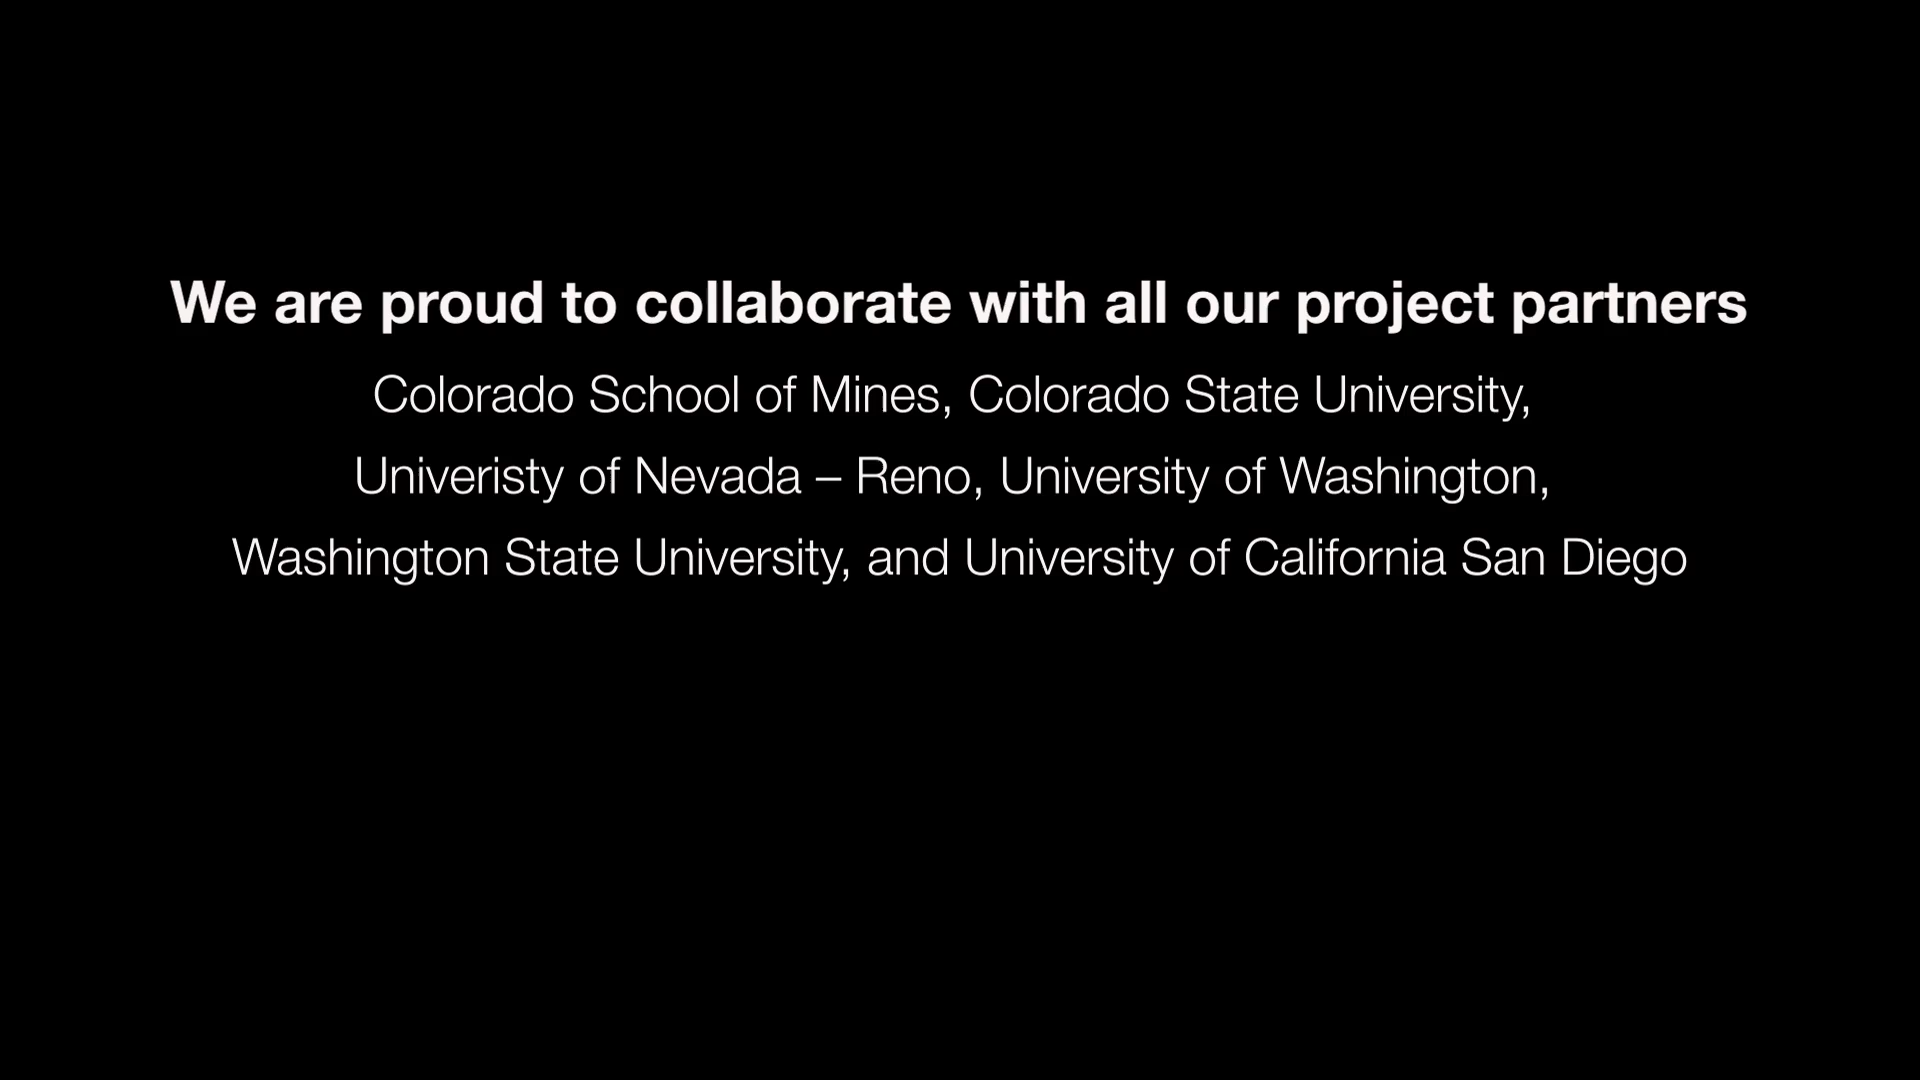 We are proud to collaborate with all our project partners
Colorado School of Mines, Colorado State University,
Univeristy of Nevada – Reno, University of Washington,
Washington State University, and University of California San Diego